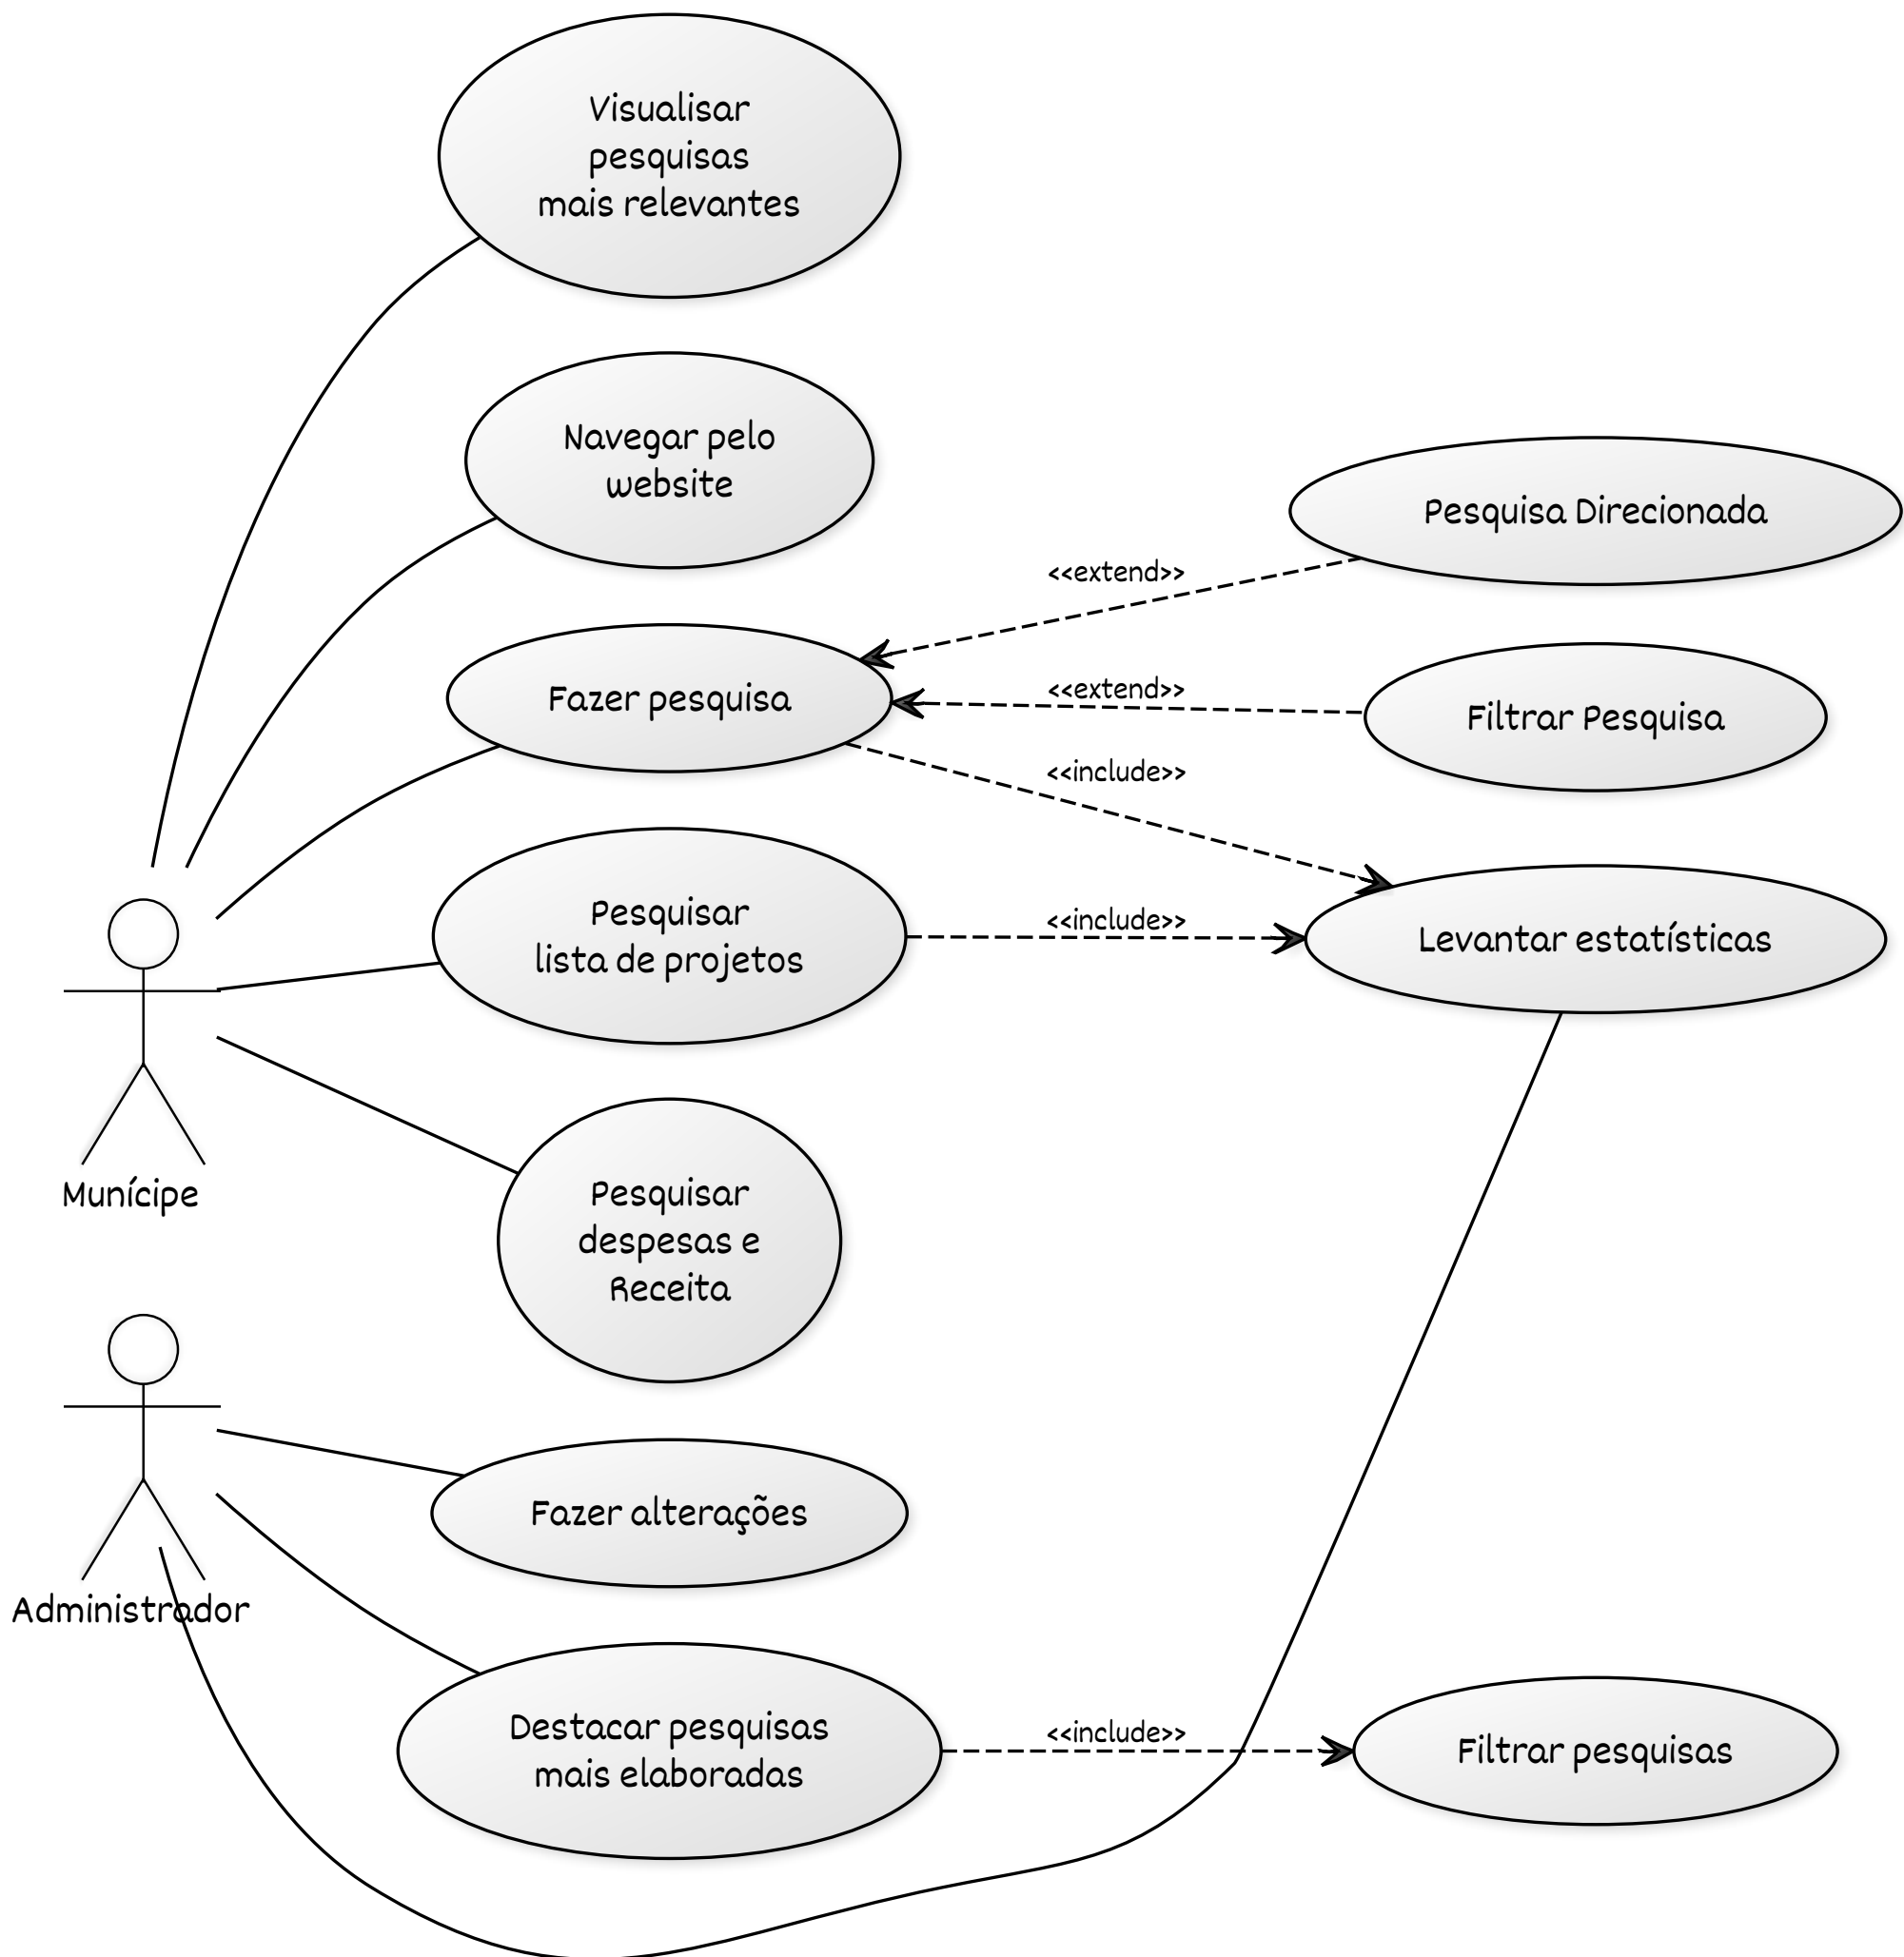 Visualisar
pesquisas
mais relevantes
Navegar pelo
website
Pesquisa Direcionada
<<extend>>
Fazer pesquisa
<<extend>>
Filtrar Pesquisa
<<include>>
Pesquisar
lista de projetos
<<include>>
Levantar estatísticas
Munícipe
Pesquisar
despesas e
Receita
Fazer alterações
Administrador
Destacar pesquisas
mais elaboradas
<<include>>
Filtrar pesquisas